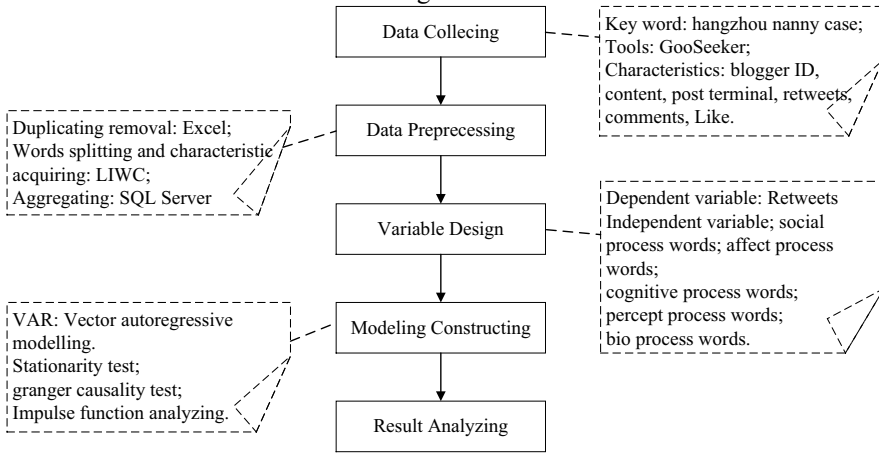 Data Collecing
Key word: hangzhou nanny case;
Tools: GooSeeker;
Characteristics: blogger ID,
content, post terminal, retweets,
comments, Like.
Duplicating removal: Excel;
Words splitting and characteristic
acquiring: LIWC;
Aggregating: SQL Server
Data Preprecessing
Dependent variable: Retweets
Independent variable; social
process words; affect process
words;
cognitive process words;
percept process words;
bio process words.
Variable Design
VAR: Vector autoregressive
modelling.
Stationarity test;
granger causality test;
Impulse function analyzing.
Modeling Constructing
Result Analyzing